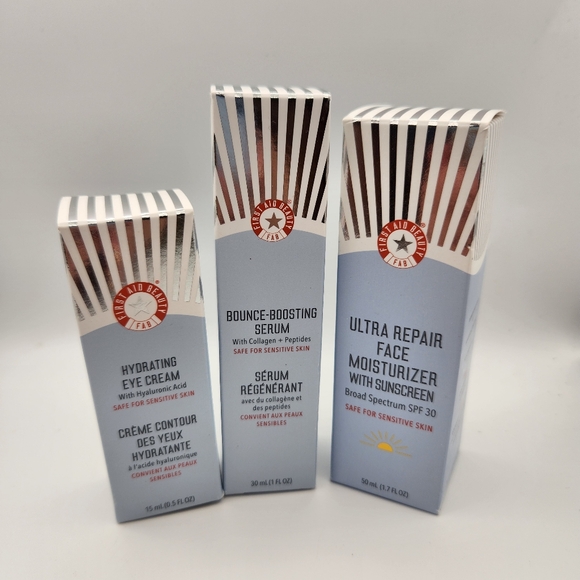 FIRST AID BEAUTY
FAB
HYDRATING
EYE CREAM
With Hyaluronic Acid
SAFE FOR SENSITIVE SKIN
CRÈME CONTOUR
DES YEUX
HYDRATANTE
à l'acide hyaluronique
CONVIENT AUX PEAUX
SENSIBLES
15 mL (0.5 FL OZ)
FIRST AID BEAUTY
FAB
BOUNCE-BOOSTING
SERUM
With Collagen + Peptides
SAFE FOR SENSITIVE SKIN
SÉRUM
RÉGÉNÉRANT
avec du collagène et
des peptides
CONVIENT AUX PEAUX
SENSIBLES
30 mL (1 FL OZ)
FIRST AID BEAUTY
FAB
ULTRA REPAIR
FACE
MOISTURIZER
WITH SUNSCREEN
Broad Spectrum SPF 30
SAFE FOR SENSITIVE SKIN
50 mL (1.7 FL OZ)